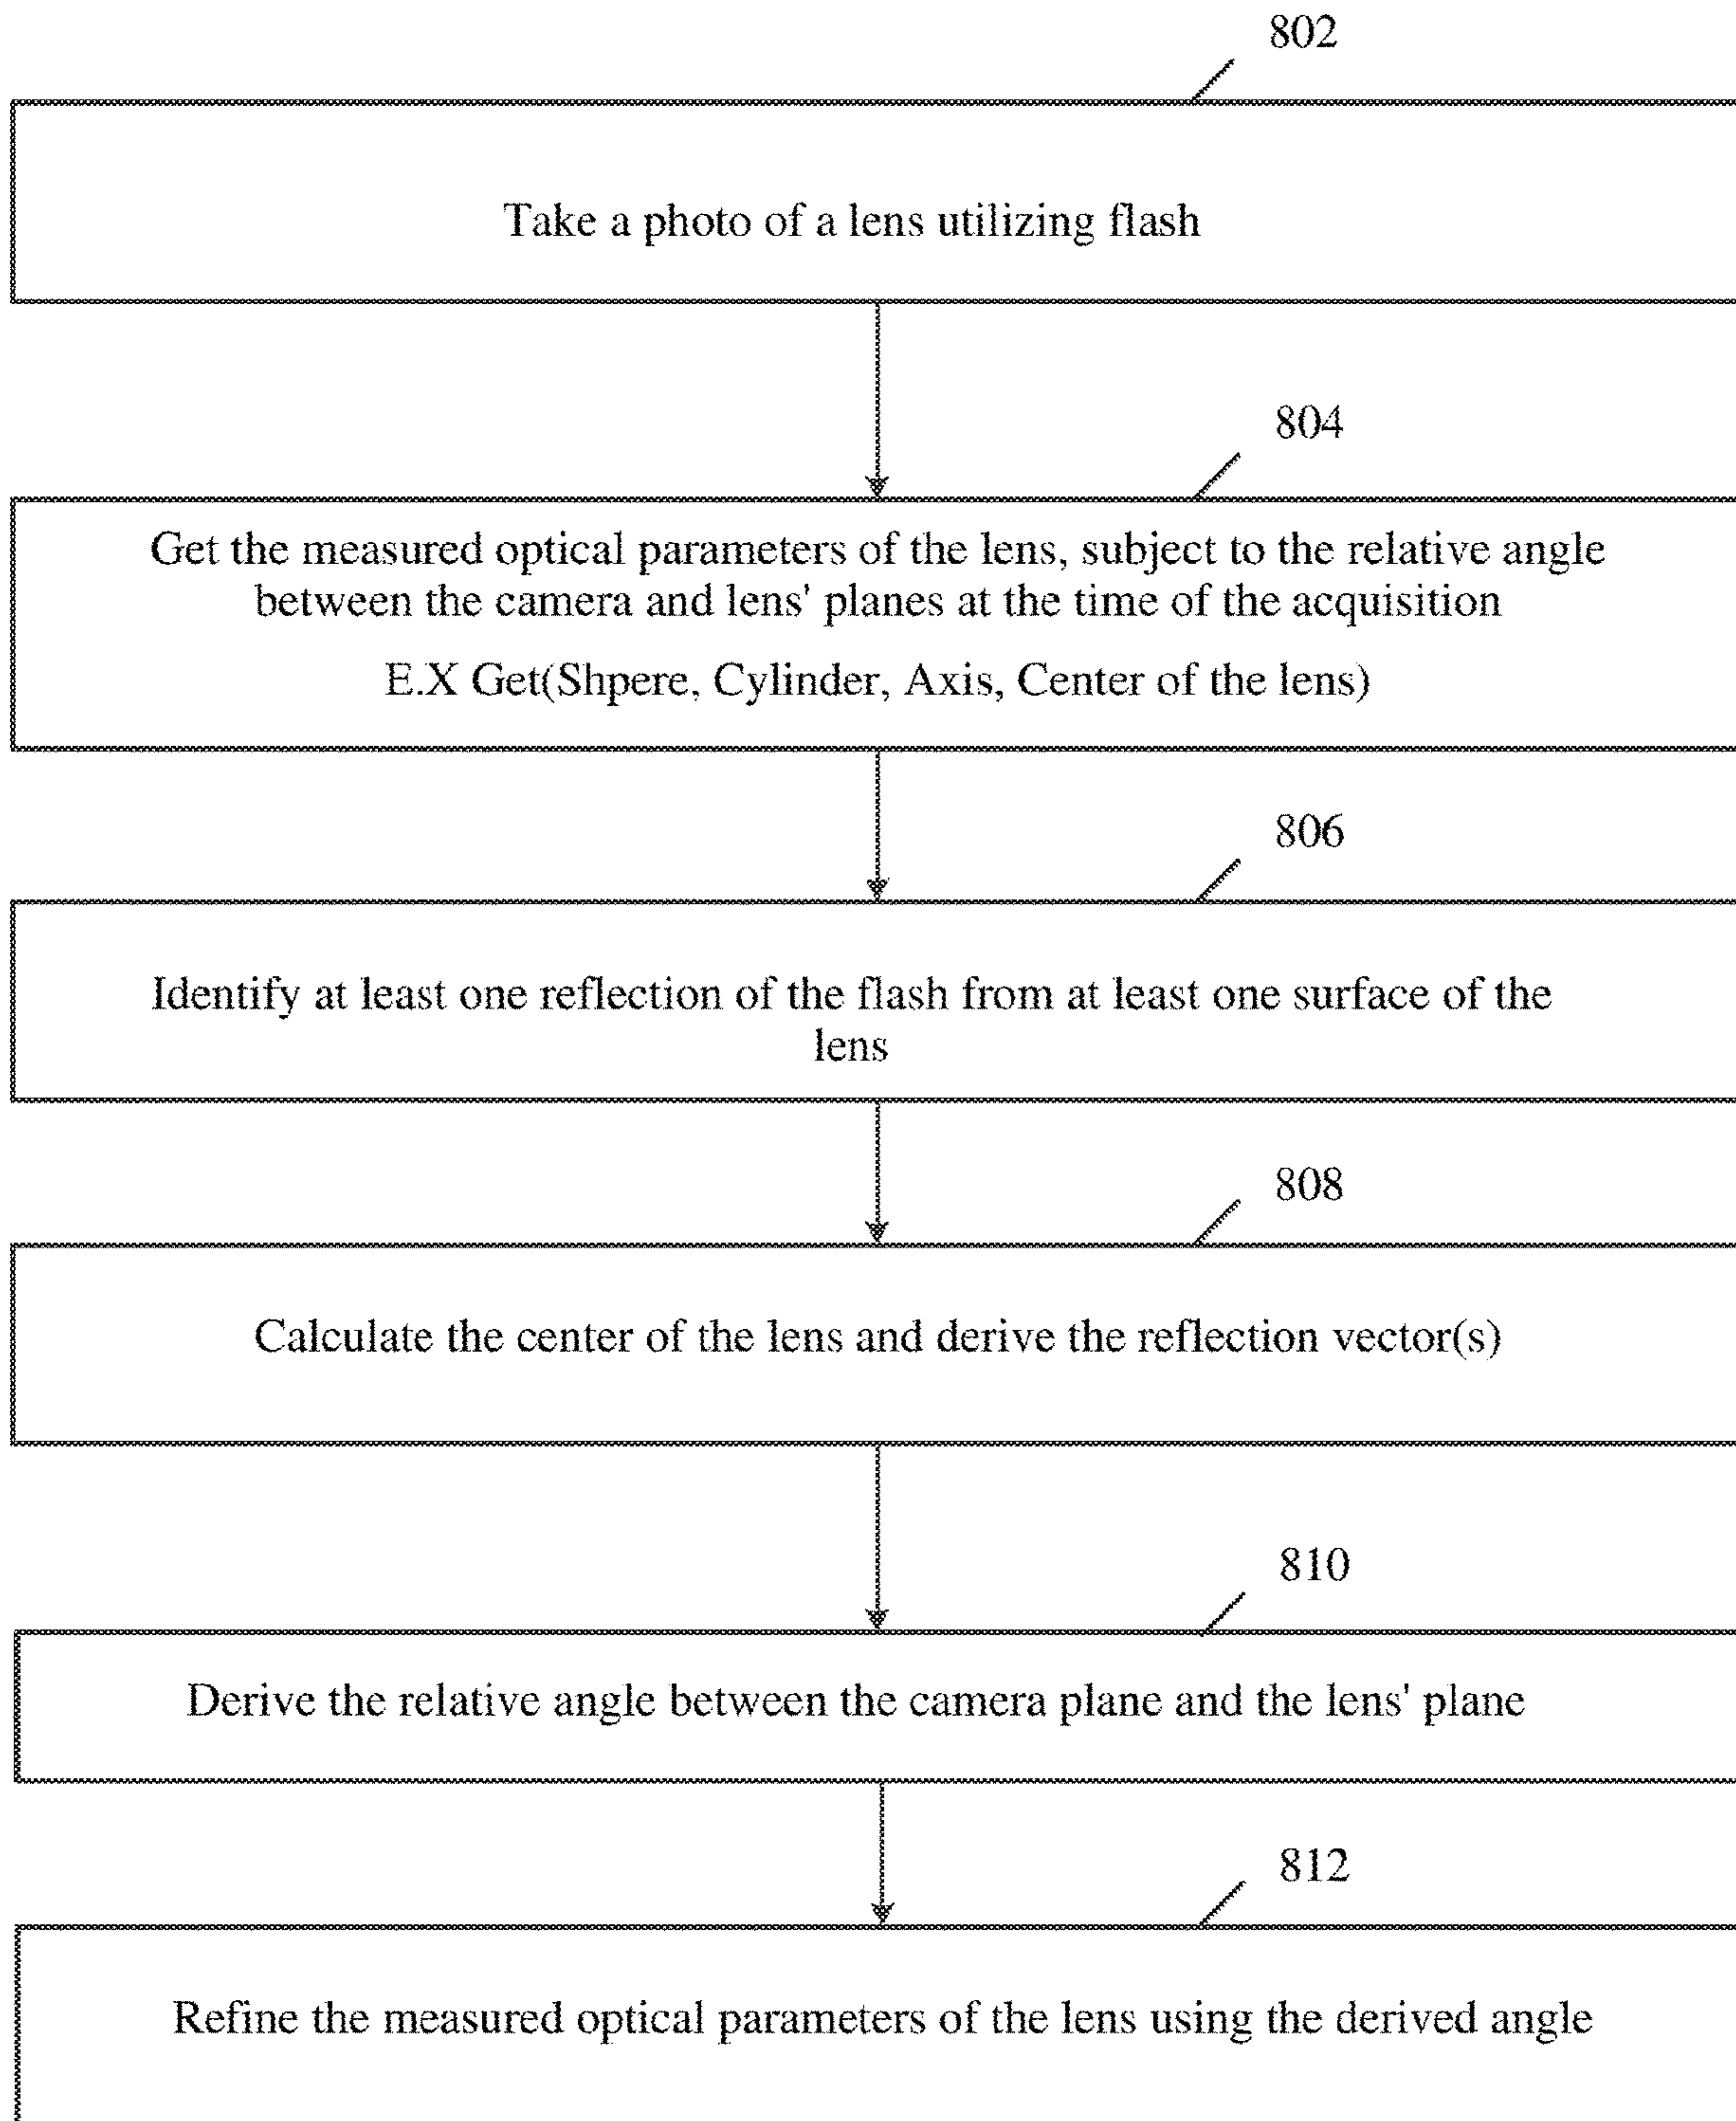 802
Take a photo of a lens utilizing flash
804
Get the measured optical parameters of the lens, subject to the relative angle
between the camera and lens' planes at the time of the acquisition
E.X Get(Shpere, Cylinder, Axis, Center of the lens)
806
Identify at least one reflection of the flash from at least one surface of the
lens
808
Calculate the center of the lens and derive the reflection vector(s)
810
Derive the relative angle between the camera plane and the lens' plane
812
Refine the measured optical parameters of the lens using the derived angle